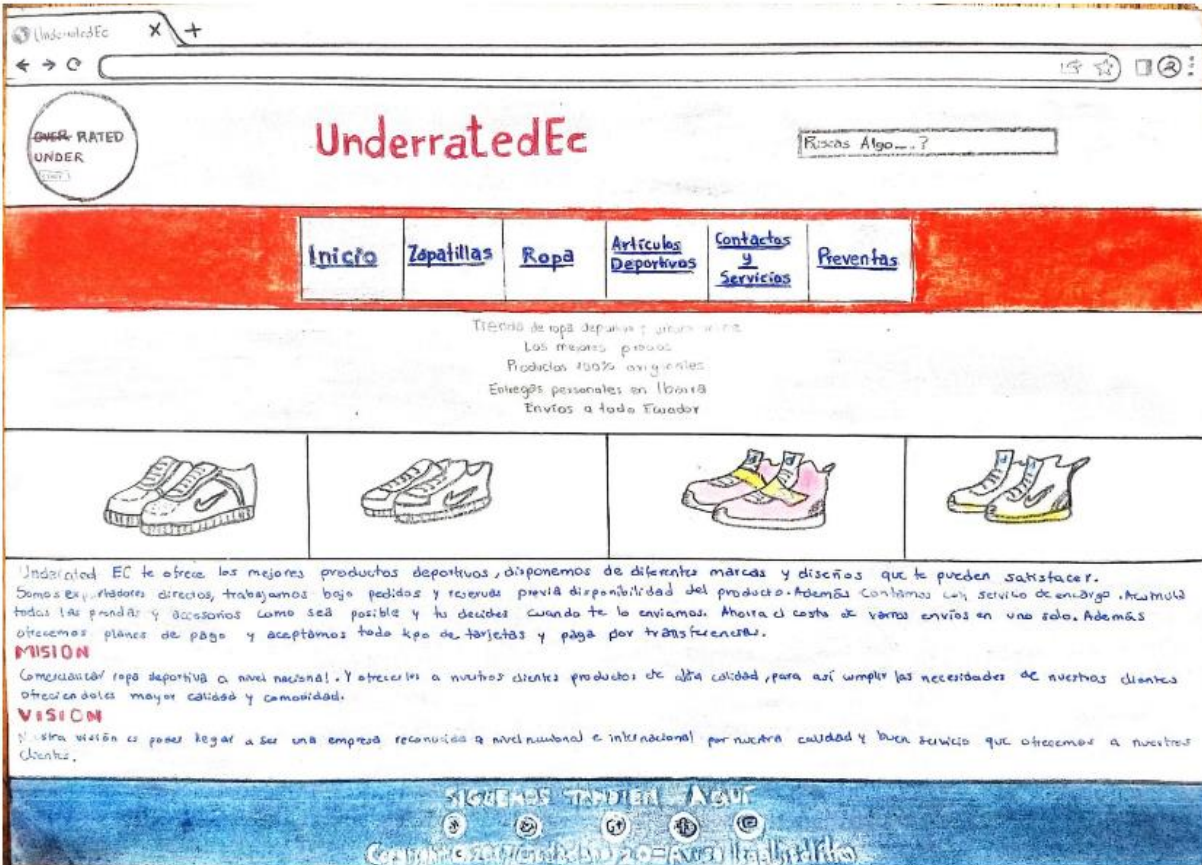 UnderratedEc
OVER RATED
UNDER
UnderratedEc
Buscas Algo....?
Inicio
Zapatillas
Ropa
Artículos
Deportivos
Contactos
y
Servicios
Preventas
Tienda de ropa deportiva y urbana
Los mejores precios
Productos 100% originales
Entregas personales en Ibarra
Envíos a todo Ecuador
Underrated EC te ofrece los mejores productos deportivos, disponemos de diferentes marcas y diseños que te pueden satisfacer.
Somos exportadores directos, trabajamos bajo pedidos y reservas previa disponibilidad del producto. Además Contamos con servicio de encargo. Acumula
todas las prendas y accesorios como sea posible y tu decides cuando te lo enviamos. Ahorra el costo de varios envíos en uno solo. Además
ofrecemos planes de pago y aceptamos todo tipo de tarjetas y paga por transferencias.
MISION
Comercializar ropa deportiva a nivel nacional. Y ofrecerles a nuestros clientes productos de alta calidad, para así cumplir las necesidades de nuestros clientes
ofreciendoles mayor calidad y comodidad.
VISION
Nuestra visión es poder llegar a ser una empresa reconocida a nivel nacional e internacional por nuestra calidad y buen servicio que ofrecemos a nuestros
clientes.
SIGUENOS TAMBIEN AQUI
G+